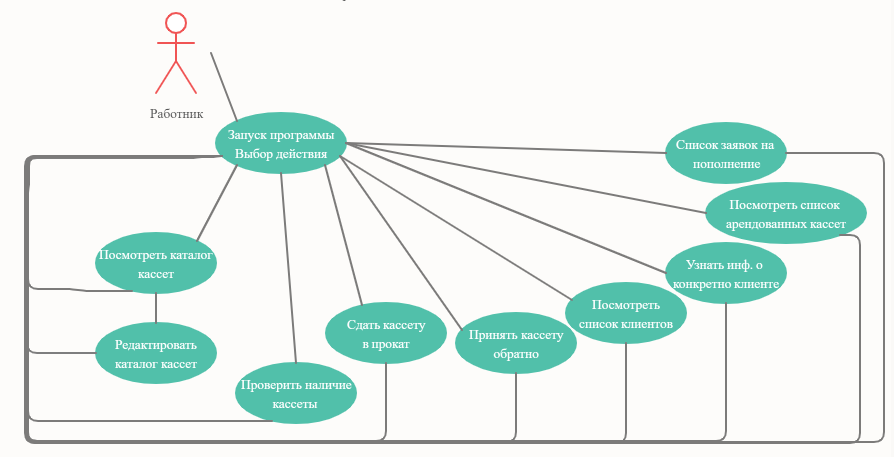 Работник
Запуск программы
Выбор действия
Список заявок на
пополнение
Посмотреть список
арендованных кассет
Узнать инф. о
конкретно клиенте
Посмотреть
список клиентов
Принять кассету
обратно
Сдать кассету
в прокат
Проверить наличие
кассеты
Посмотреть каталог
кассет
Редактировать
каталог кассет